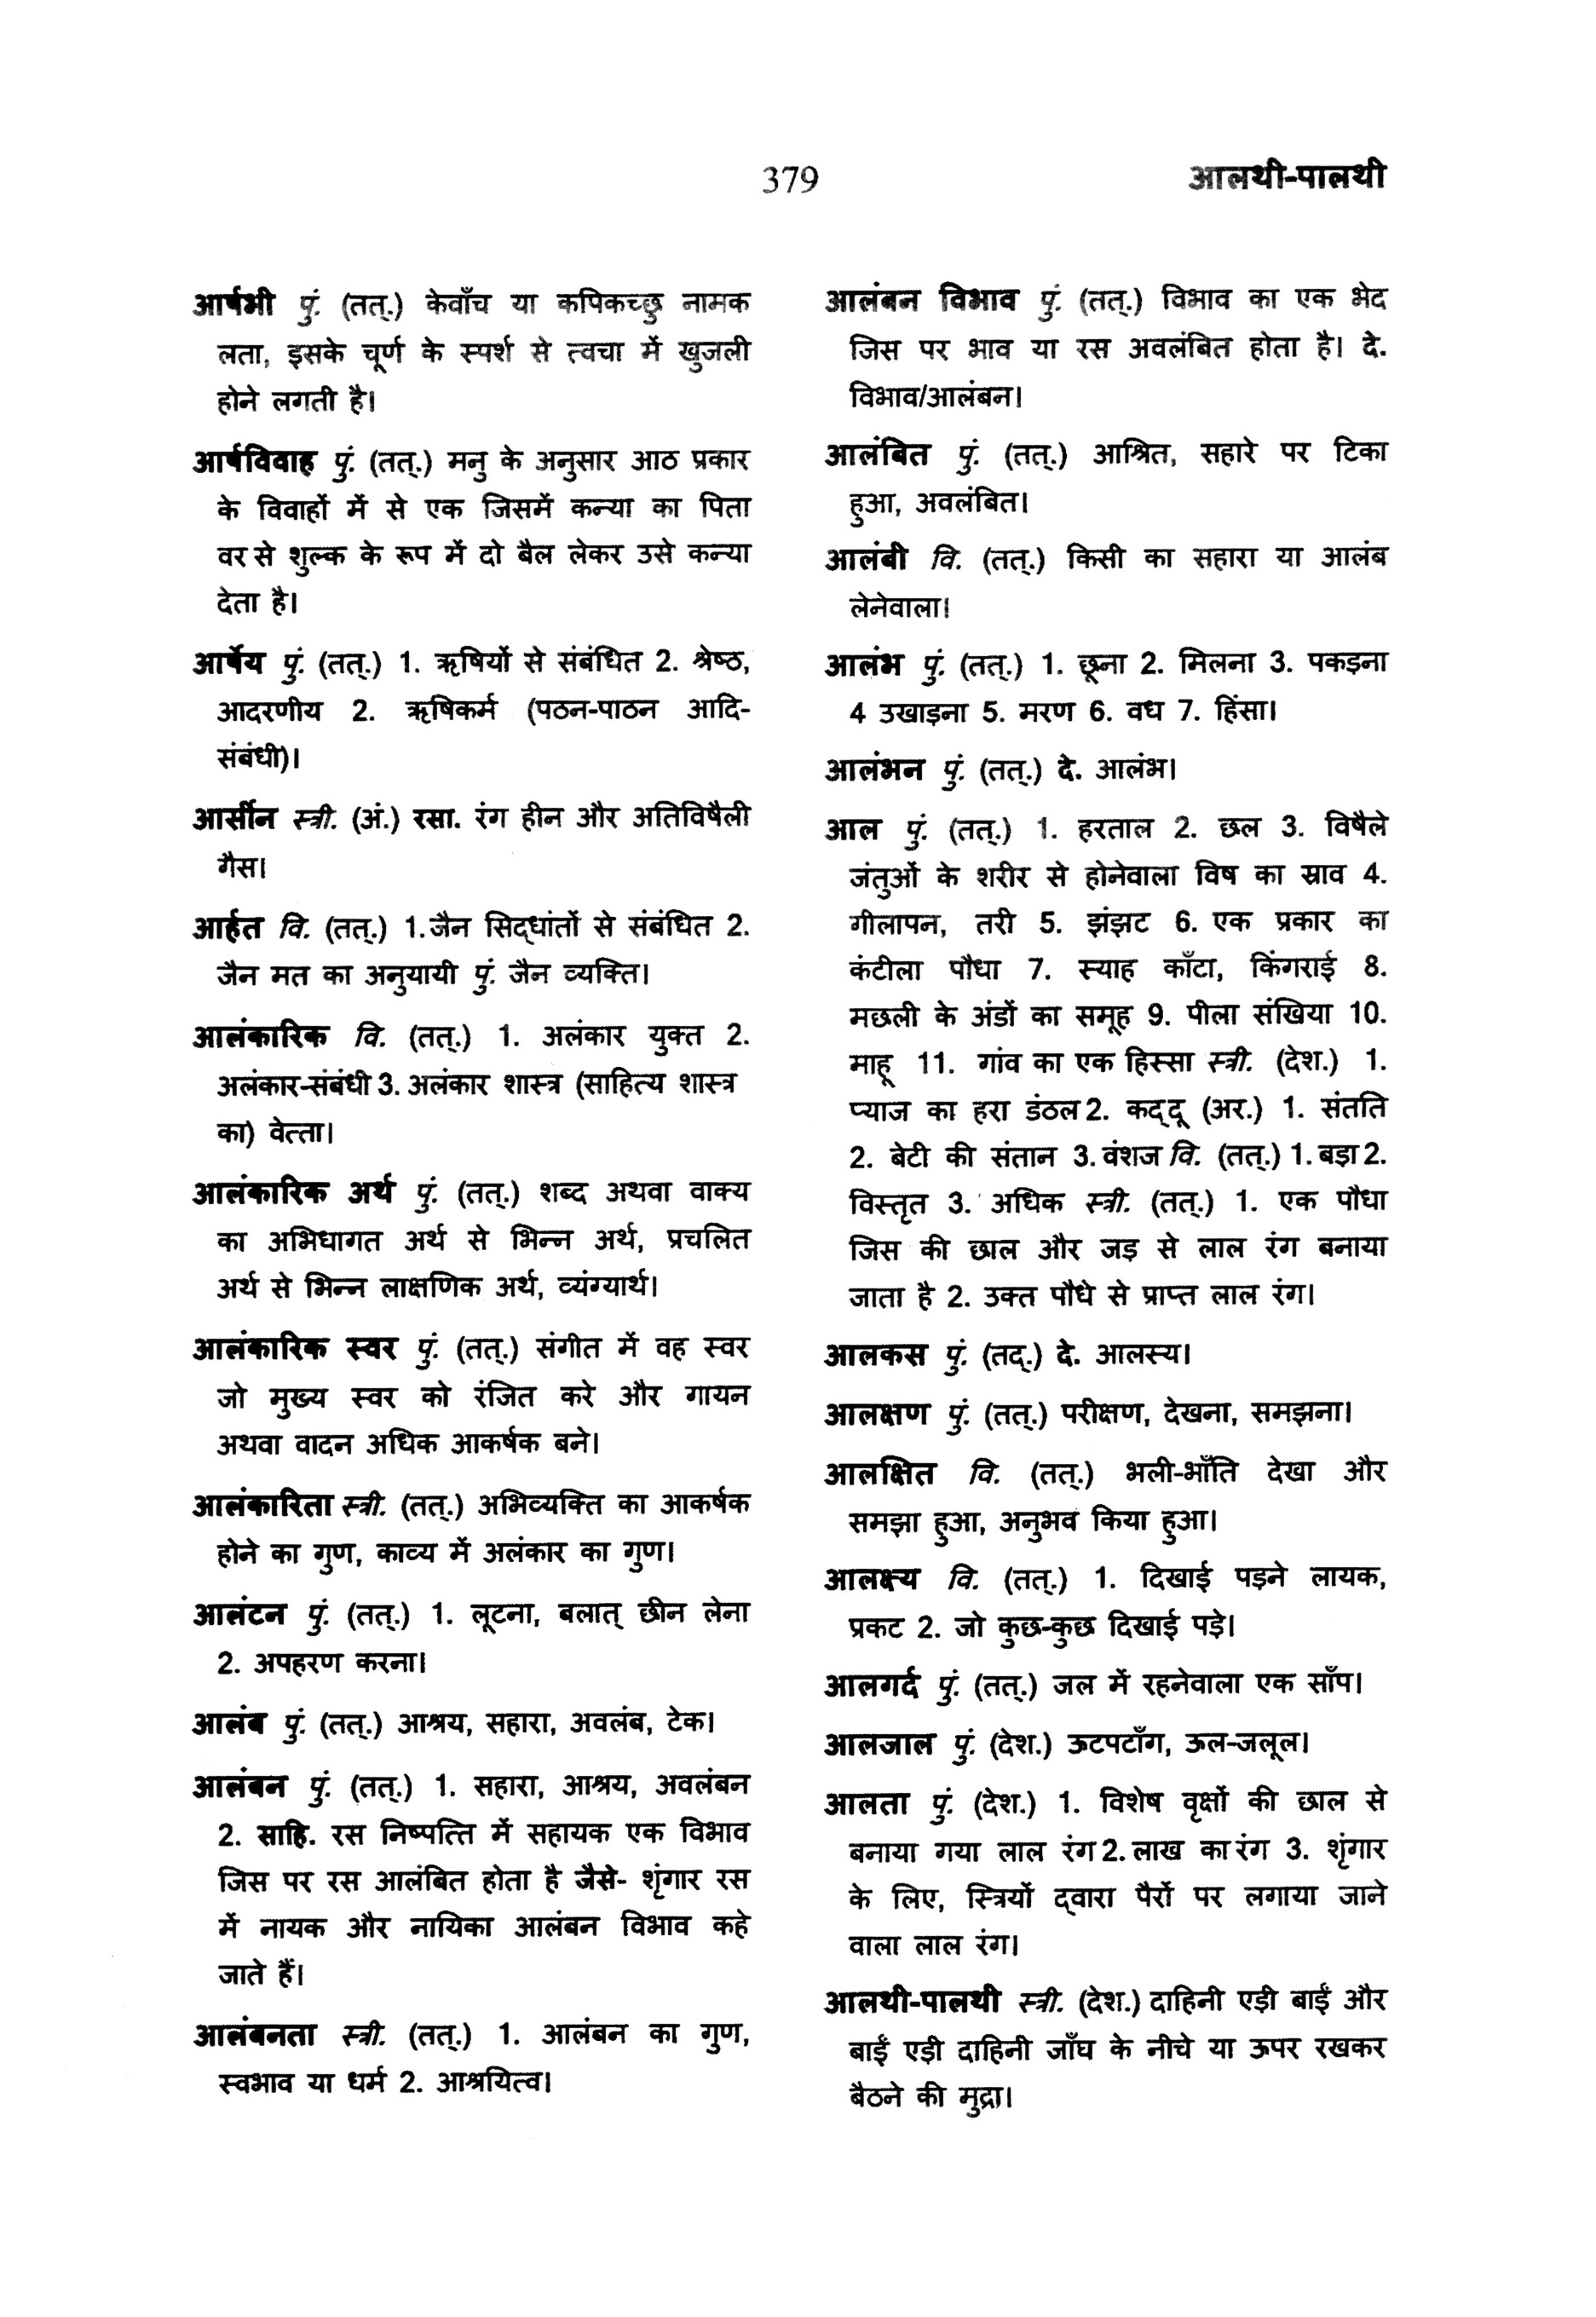 379
आलथी-पालथी
आर्षभी पुं. (तत्.) केवाँच या कपिकच्छु नामक
लता, इसके चूर्ण के स्पर्श से त्वचा में खुजली
होने लगती है।
आर्षविवाह पुं. (तत्.) मनु के अनुसार आठ प्रकार
के विवाहों में से एक जिसमें कन्या का पिता
वर से शुल्क के रूप में दो बैल लेकर उसे कन्या
देता है।
आर्षेय पुं. (तत्.) 1. ऋषियों से संबंधित 2. श्रेष्ठ,
आदरणीय 2. ऋषिकर्म (पठन-पाठन आदि-
संबंधी)।
आर्सीन स्त्री. (अं.) रसा. रंग हीन और अतिविषैली
गैस।
आर्हत वि. (तत्.) 1.जैन सिद्धांतों से संबंधित 2.
जैन मत का अनुयायी पुं. जैन व्यक्ति।
आलंकारिक वि. (तत्.) 1. अलंकार युक्त 2.
अलंकार-संबंधी 3. अलंकार शास्त्र (साहित्य शास्त्र
का) वेत्ता।
आलंकारिक अर्थ पुं. (तत्.) शब्द अथवा वाक्य
का अभिधागत अर्थ से भिन्न अर्थ, प्रचलित
अर्थ से भिन्न लाक्षणिक अर्थ, व्यंग्यार्थ।
आलंकारिक स्वर पुं. (तत्.) संगीत में वह स्वर
जो मुख्य स्वर को रंजित करे और गायन
अथवा वादन अधिक आकर्षक बने।
आलंकारिता स्त्री. (तत्.) अभिव्यक्ति का आकर्षक
होने का गुण, काव्य में अलंकार का गुण।
आलंटन पुं. (तत्.) 1. लूटना, बलात् छीन लेना
2. अपहरण करना।
आलंब पुं. (तत्.) आश्रय, सहारा, अवलंब, टेक।
आलंबन पुं. (तत्.) 1. सहारा, आश्रय, अवलंबन
2. साहि. रस निष्पत्ति में सहायक एक विभाव
जिस पर रस आलंबित होता है जैसे- शृंगार रस
में नायक और नायिका आलंबन विभाव कहे
जाते हैं।
आलंबनता स्त्री. (तत्.) 1. आलंबन का गुण,
स्वभाव या धर्म 2. आश्रयित्व।
आलंबन विभाव पुं. (तत्.) विभाव का एक भेद
जिस पर भाव या रस अवलंबित होता है। दे.
विभाव/आलंबन।
आलंबित पुं. (तत्.) आश्रित, सहारे पर टिका
हुआ, अवलंबित।
आलंबी वि. (तत्.) किसी का सहारा या आलंब
लेनेवाला।
आलंभ पुं. (तत्.) 1. छूना 2. मिलना 3. पकड़ना
4 उखाड़ना 5. मरण 6. वध 7. हिंसा।
आलंभन पुं. (तत्.) दे. आलंभ।
आल पुं. (तत्.) 1. हरताल 2. छल 3. विषैले
जंतुओं के शरीर से होनेवाला विष का स्राव 4.
गीलापन, तरी 5. झंझट 6. एक प्रकार का
कंटीला पौधा 7. स्याह काँटा, किंगराई 8.
मछली के अंडों का समूह 9. पीला संखिया 10.
माहू 11. गांव का एक हिस्सा स्त्री. (देश.) 1.
प्याज का हरा डंठल 2. कद्दू (अर.) 1. संतति
2. बेटी की संतान 3. वंशज वि. (तत्.) 1. बड़ा 2.
विस्तृत 3. अधिक स्त्री. (तत्.) 1. एक पौधा
जिस की छाल और जड़ से लाल रंग बनाया
जाता है 2. उक्त पौधे से प्राप्त लाल रंग।
आलकस पुं. (तद्.) दे. आलस्य।
आलक्षण पुं. (तत्.) परीक्षण, देखना, समझना।
आलक्षित वि. (तत्.) भली-भाँति देखा और
समझा हुआ, अनुभव किया हुआ।
आलक्ष्य वि. (तत्.) 1. दिखाई पड़ने लायक,
प्रकट 2. जो कुछ-कुछ दिखाई पड़े।
आलगर्द पुं. (तत्.) जल में रहनेवाला एक साँप।
आलजाल पुं. (देश.) ऊटपटाँग, ऊल-जलूल।
आलता पुं. (देश.) 1. विशेष वृक्षों की छाल से
बनाया गया लाल रंग 2. लाख का रंग 3. शृंगार
के लिए, स्त्रियों द्वारा पैरों पर लगाया जाने
वाला लाल रंग।
आलथी-पालथी स्त्री. (देश.) दाहिनी एड़ी बाईं और
बाईं एड़ी दाहिनी जाँघ के नीचे या ऊपर रखकर
बैठने की मुद्रा।